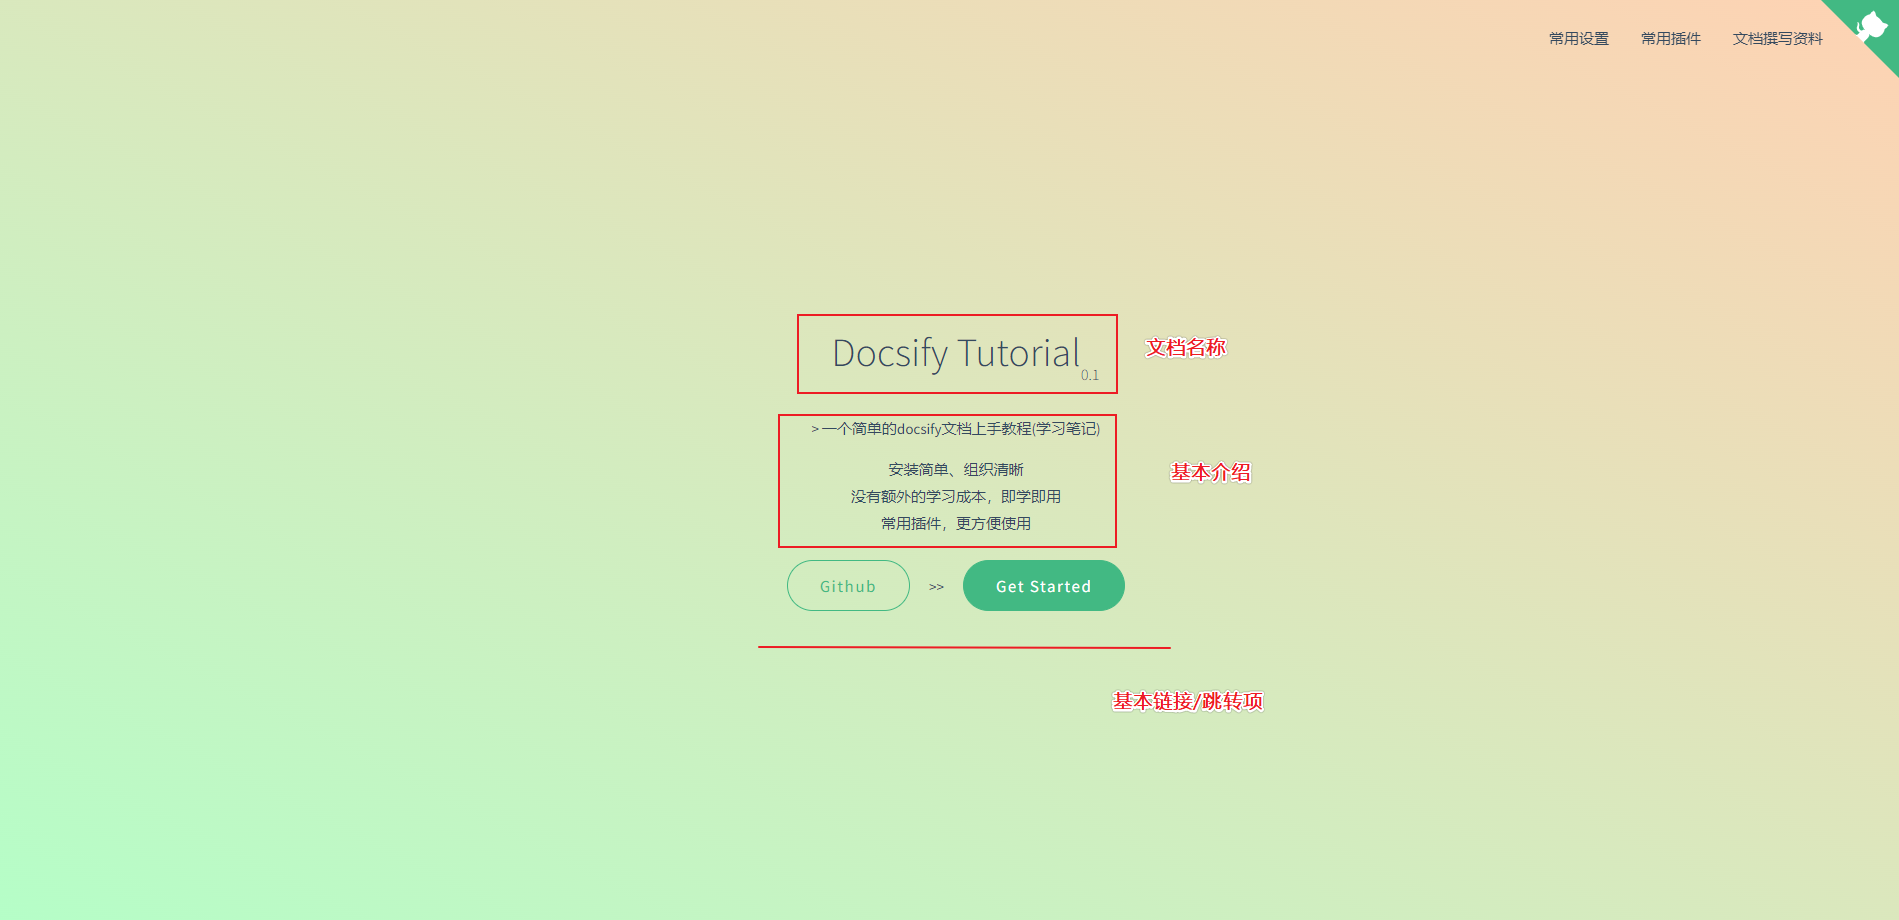 常用设置 常用插件 文档撰写资料
Docsify Tutorial 0.1
文档名称
> 一个简单的docsify文档上手教程(学习笔记)
安装简单、组织清晰
基本介绍
没有额外的学习成本，即学即用
常用插件，更方便使用
Github >> Get Started
基本链接/跳转项